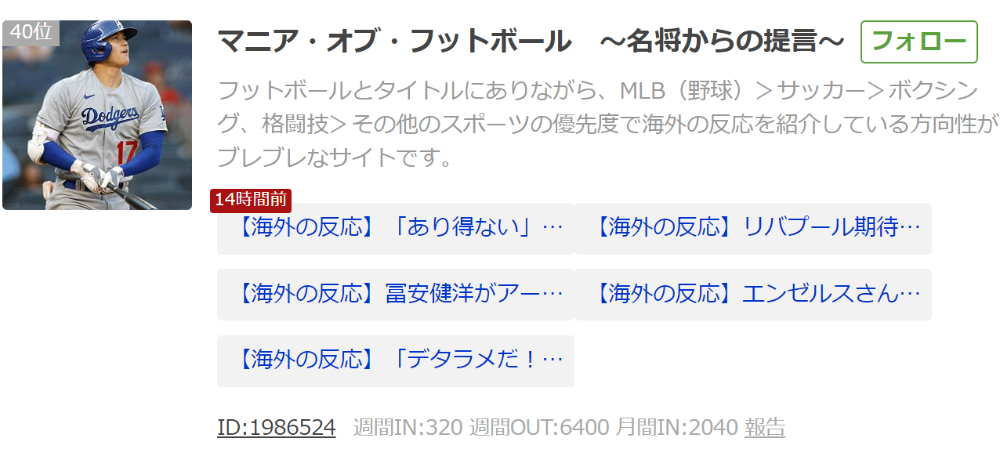 40位
マニア・オブ・フットボール　～名将からの提言～
フォロー
フットボールとタイトルにありながら、MLB（野球）＞サッカー＞ボクシン
グ、格闘技＞その他のスポーツの優先度で海外の反応を紹介している方向性が
ブレブレなサイトです。
Dodgers
17
14時間前
【海外の反応】「あり得ない」…
【海外の反応】リバプール期待…
【海外の反応】冨安健洋がアー…
【海外の反応】エンゼルスさん…
【海外の反応】「デタラメだ！…
ID:1986524 週間IN:320 週間OUT:6400 月間IN:2040 報告